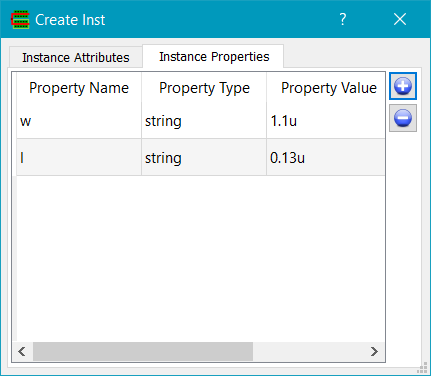 Create Inst
?
Instance Attributes Instance Properties
Property Name Property Type Property Value
w string 1.1u
l string 0.13u